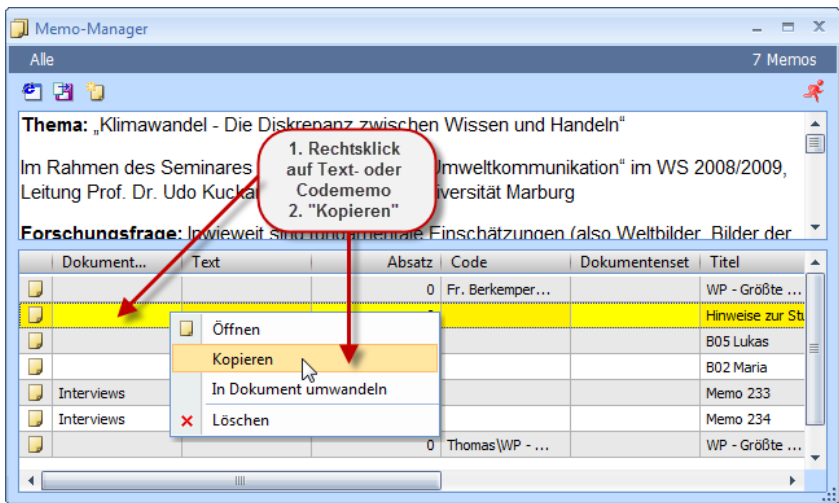 Memo-Manager
Alle 7 Memos
Thema: „Klimawandel - Die Diskrepanz zwischen Wissen und Handeln"
Im Rahmen des Seminares mweltkommunikation" im WS 2008/2009,
Leitung Prof. Dr. Udo Kucka iversität Marburg
Forschungsfrage: Inwieweit sind fundamentale Einschätzungen (also Weltbilder, Bilder der
1. Rechtsklick
auf Text- oder
Codememo
2. "Kopieren"
Dokument... Text Absatz Code Dokumentenset Titel
0 Fr. Berkemper... WP - Größte ...
Hinweise zur Stu
B05 Lukas
B02 Maria
Interviews Memo 233
Interviews Memo 234
0 Thomas\WP - ... WP - Größte ...
Öffnen
Kopieren
In Dokument umwandeln
Löschen